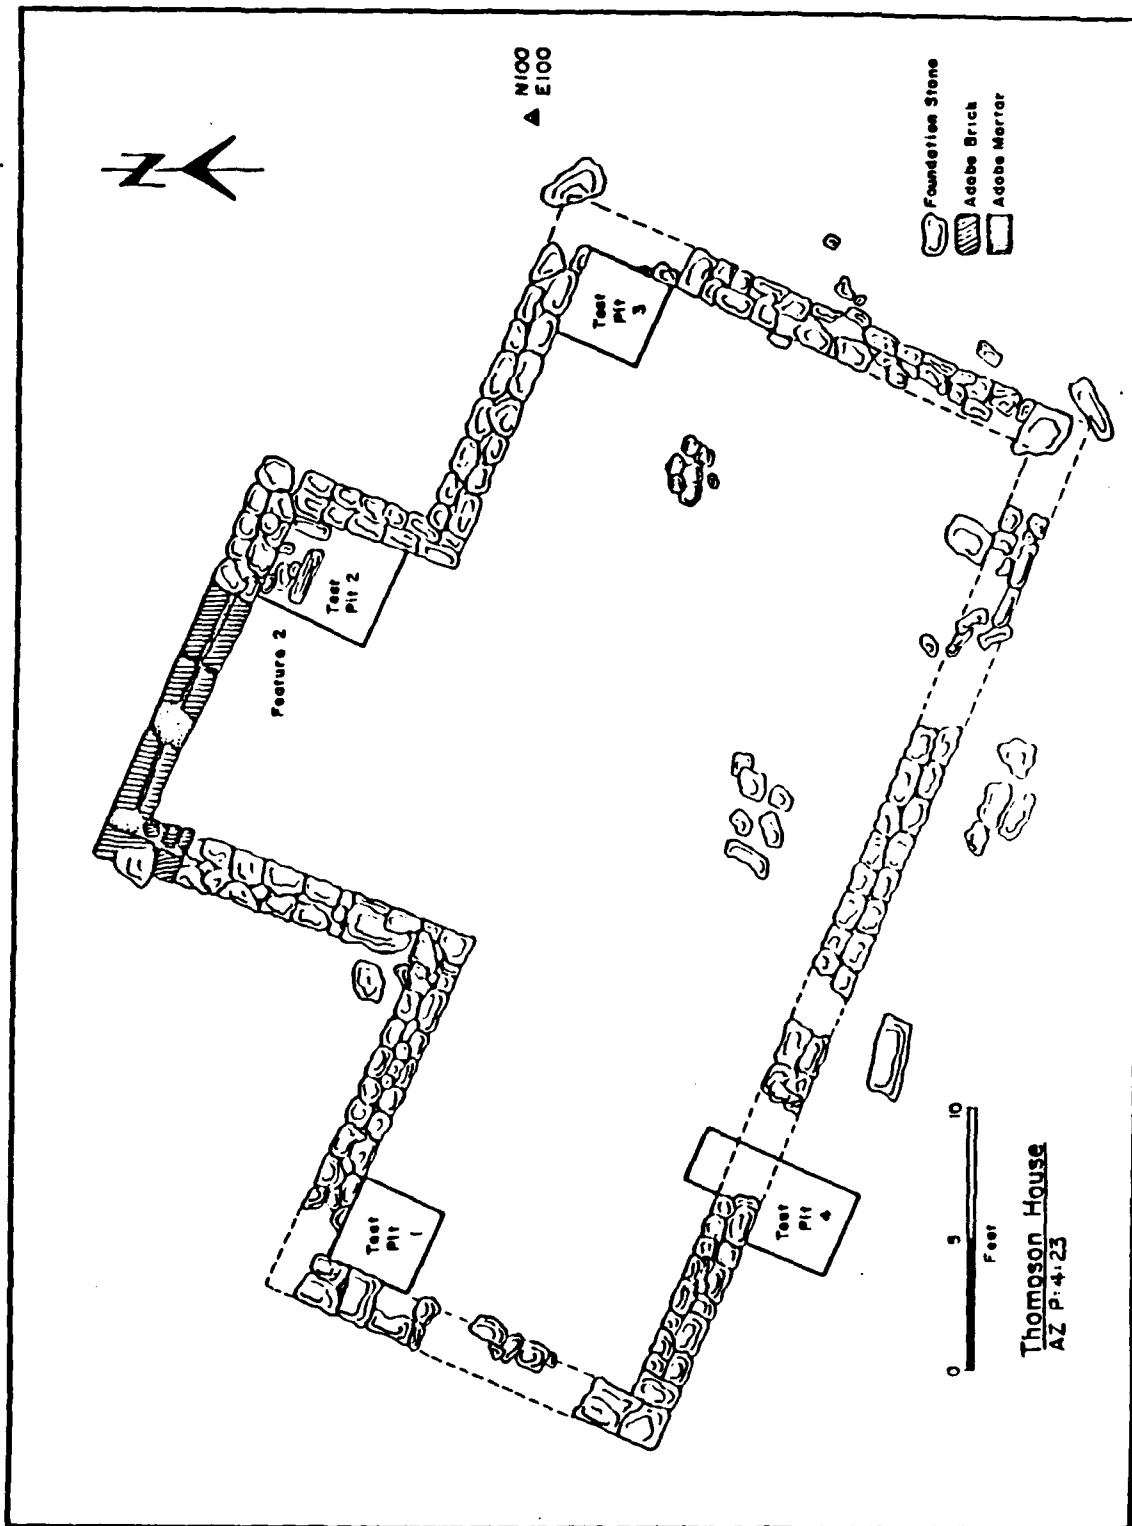 N
N100
E100
Foundation Stone
Adobe Brick
Adobe Mortar
Test
Pit
3
Test
Pit 2
Feature 2
Test
Pit
1
Test
Pit
4
0 5 10
Feet
Thomoson House
AZ P:4:23